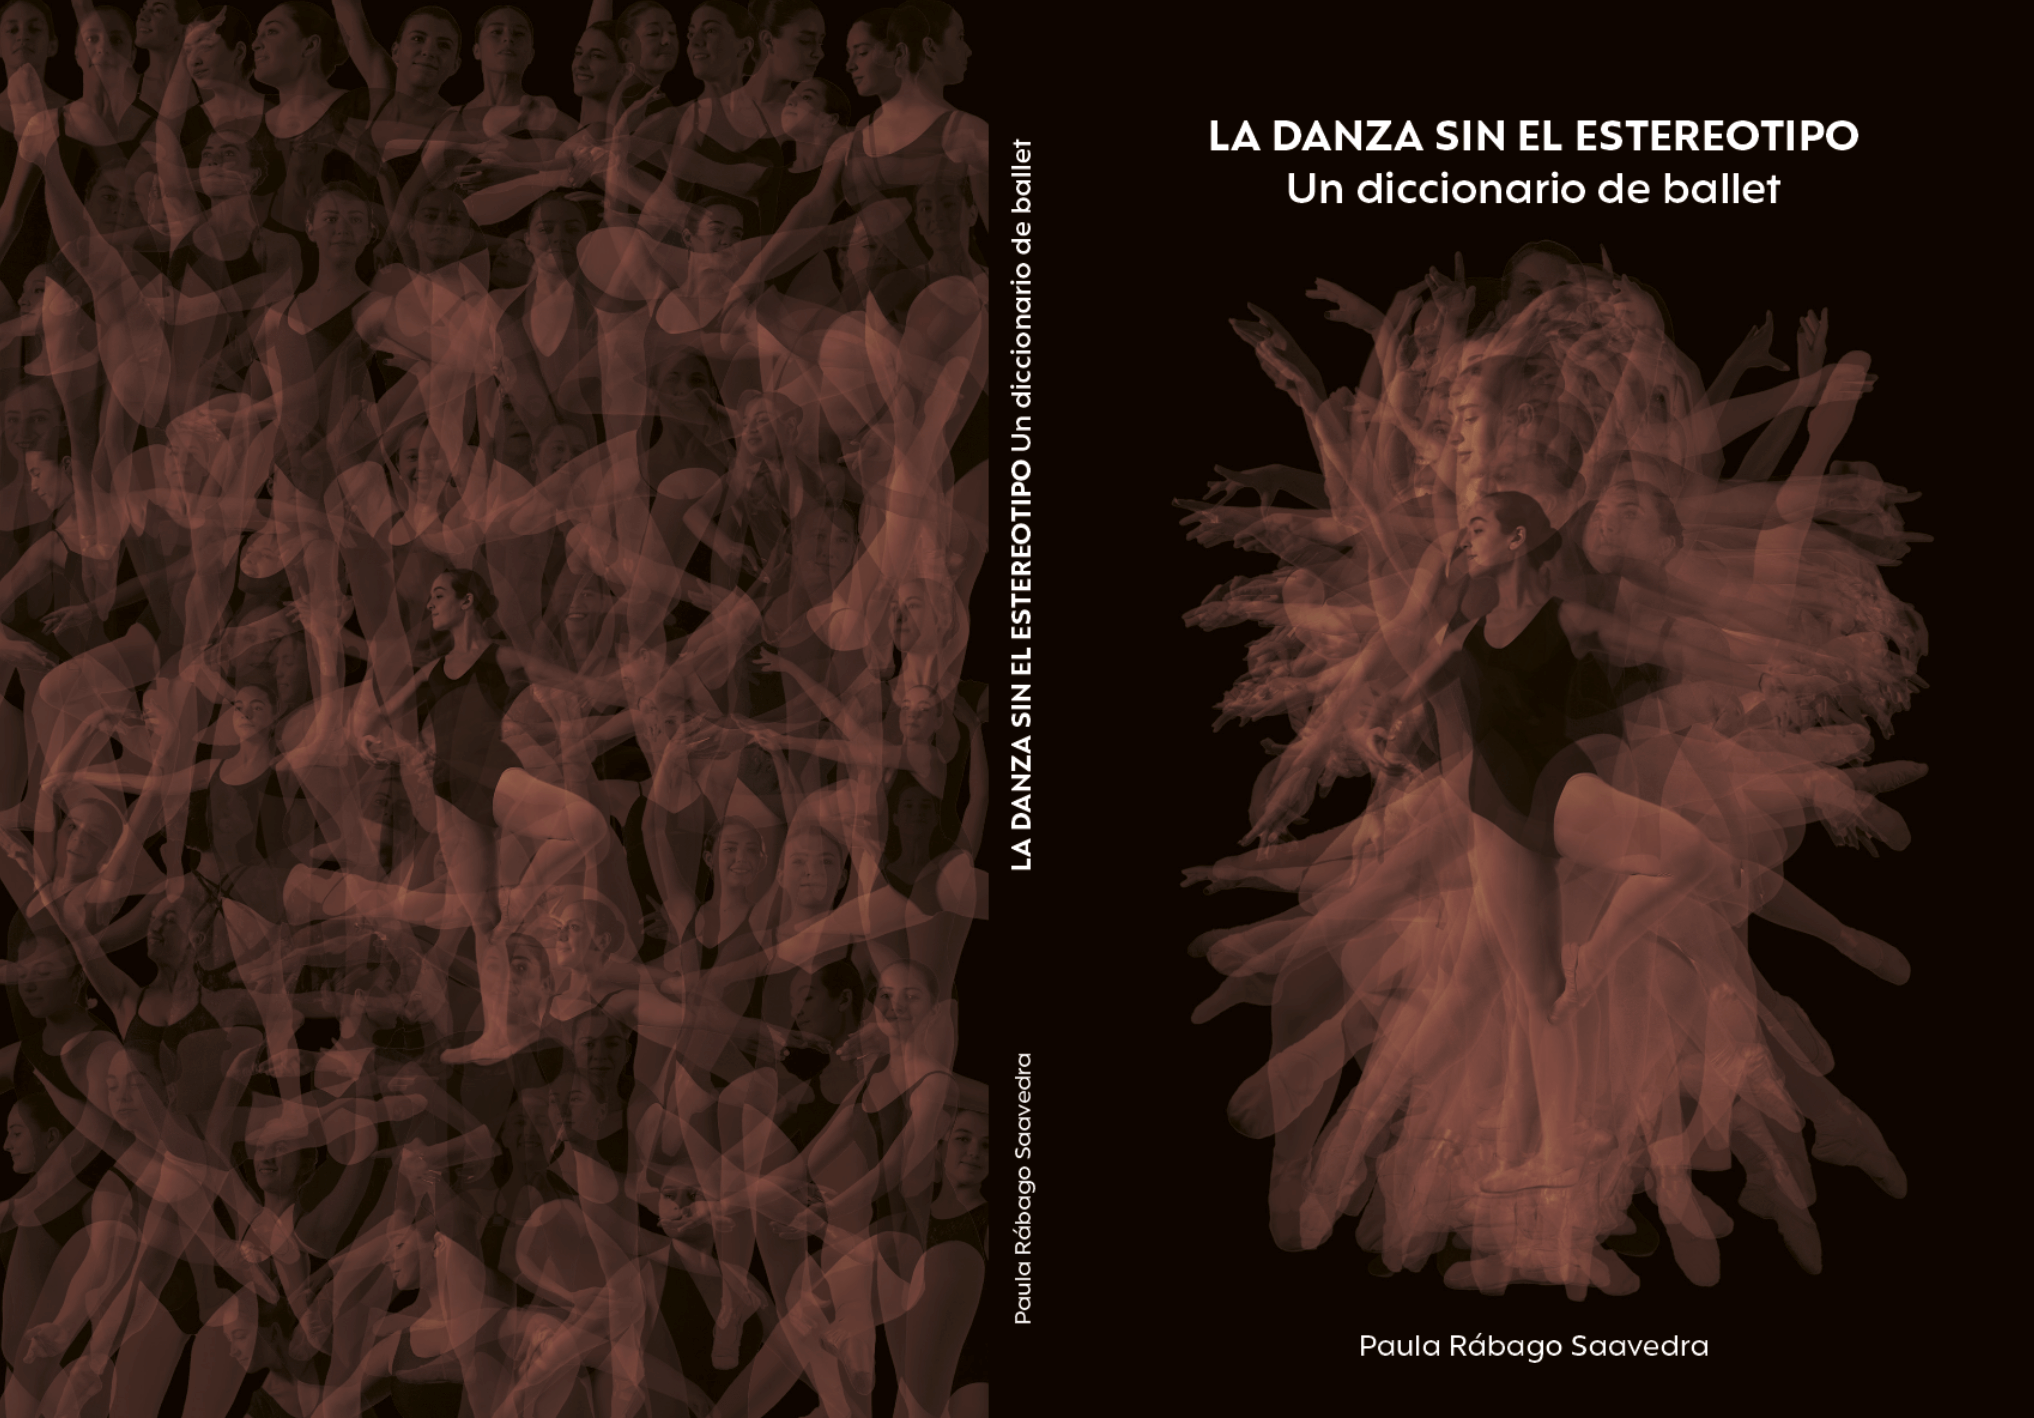 LA DANZA SIN EL ESTEREOTIPO Un diccionario de ballet
Paula Rábago Saavedra
LA DANZA SIN EL ESTEREOTIPO
Un diccionario de ballet
Paula Rábago Saavedra